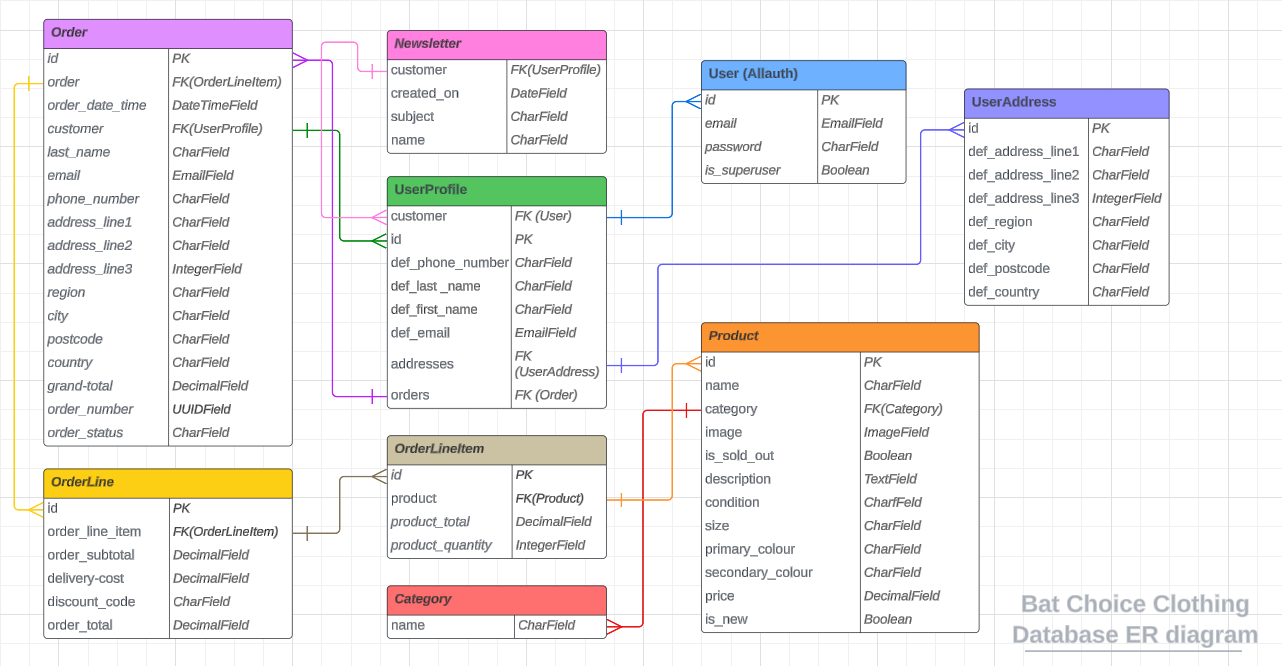 Order
id PK
order FK(OrderLineItem)
order_date_time DateTimeField
customer FK(UserProfile)
last_name CharField
email EmailField
phone_number CharField
address_line1 CharField
address_line2 CharField
address_line3 IntegerField
region CharField
city CharField
postcode CharField
country CharField
grand-total DecimalField
order_number UUIDField
order_status CharField
OrderLine
id PK
order_line_item FK(OrderLineItem)
order_subtotal DecimalField
delivery-cost DecimalField
discount_code CharField
order_total DecimalField
Newsletter
customer FK(UserProfile)
created_on DateField
subject CharField
name CharField
UserProfile
customer FK (User)
id PK
def_phone_number CharField
def_last _name CharField
def_first_name CharField
def_email EmailField
addresses FK
(UserAddress)
orders FK (Order)
OrderLineItem
id PK
product FK(Product)
product_total DecimalField
product_quantity IntegerField
Category
name CharField
User (Allauth)
id PK
email EmailField
password CharField
is_superuser Boolean
UserAddress
id PK
def_address_line1 CharField
def_address_line2 CharField
def_address_line3 IntegerField
def_region CharField
def_city CharField
def_postcode CharField
def_country CharField
Product
id PK
name CharField
category FK(Category)
image ImageField
is_sold_out Boolean
description TextField
condition CharfFeld
size CharField
primary_colour CharField
secondary_colour CharField
price DecimalField
is_new Boolean
Bat Choice Clothing
Database ER diagram